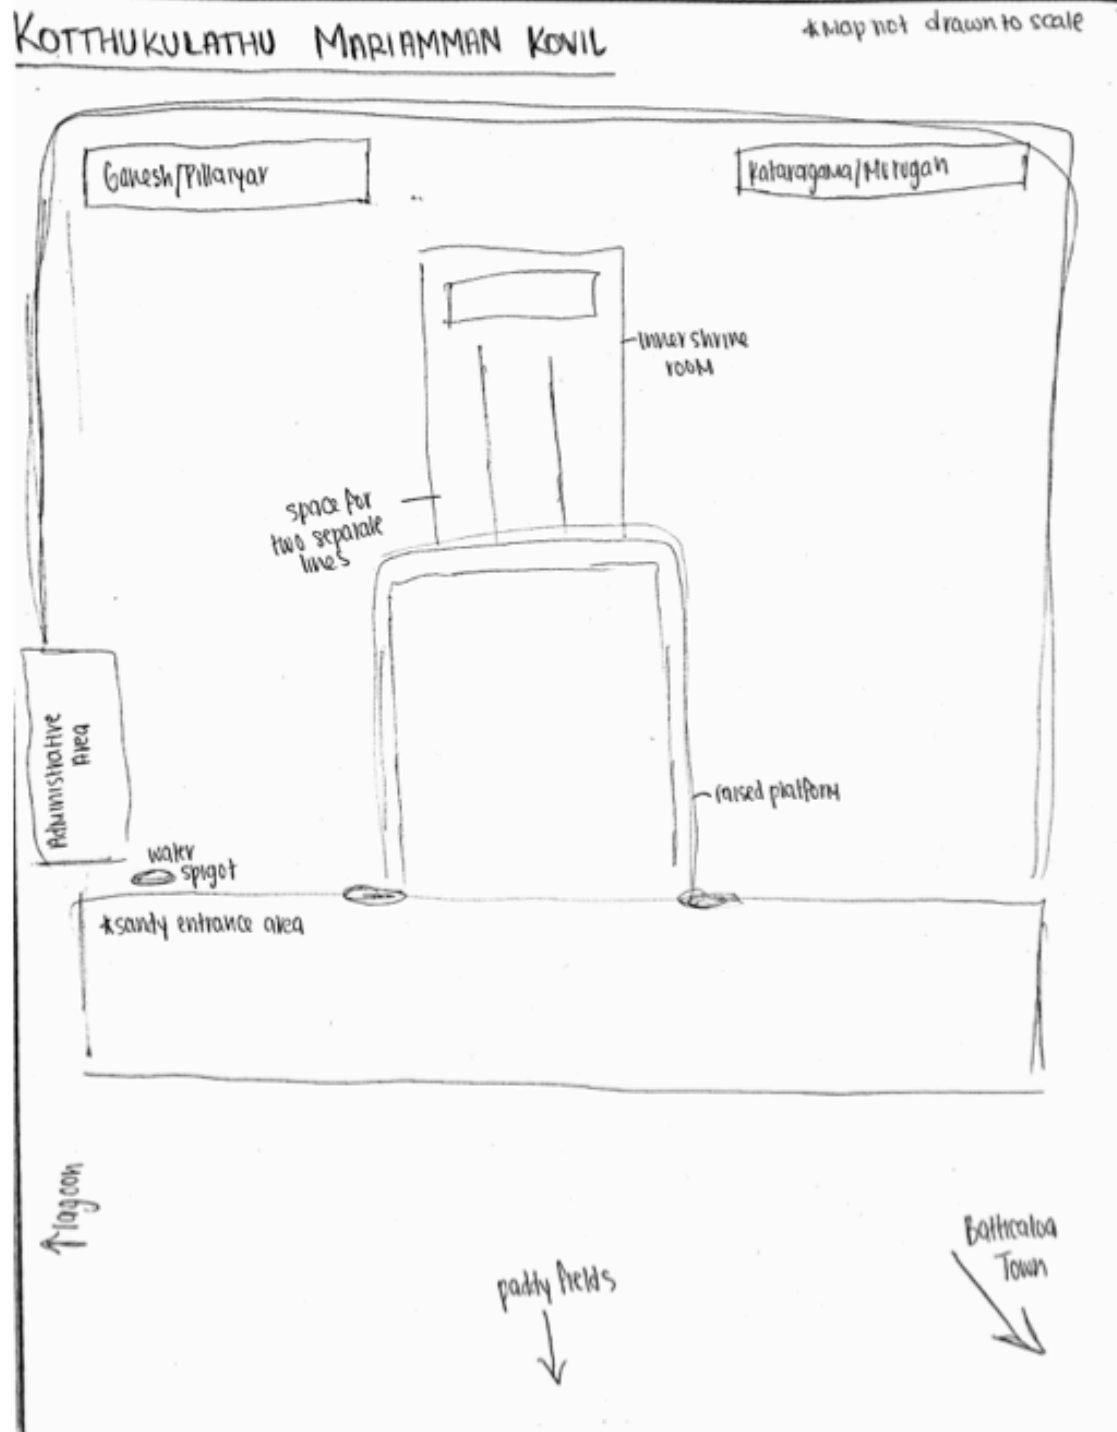 KOTTHUKULATHU MARIAMMAN KOVIL
*Map not drawn to scale
Ganesh/Pillaiyar
Kataragama/Murugan
inner shrine
room
space for
two separate
lines
Administrative
Area
raised platform
water
spigot
*sandy entrance area
lagoon
Batticaloa
Town
paddy fields